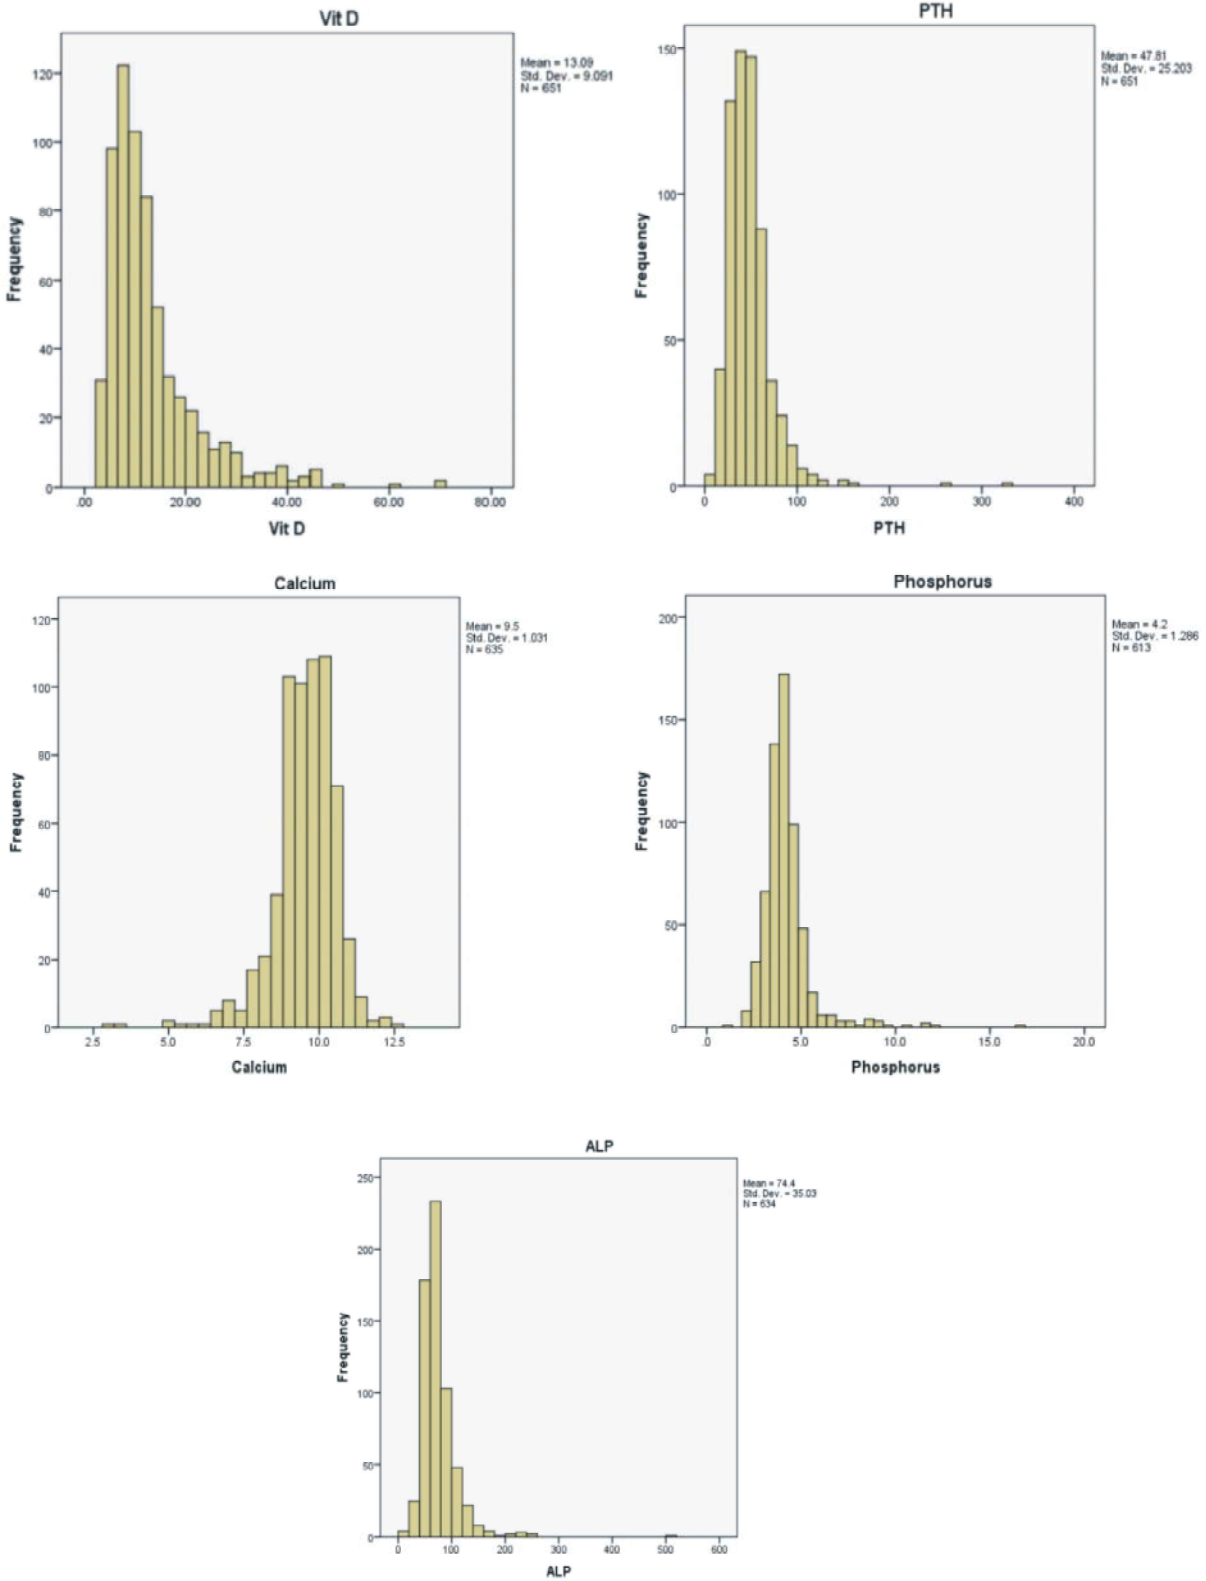 Vit D
Mean = 13.09
Std. Dev. = 9.091
N = 651
Frequency
120
100
80
60
40
20
0
.00 20.00 40.00 60.00 80.00
Vit D
PTH
Mean = 47.81
Std. Dev. = 25.203
N = 651
Frequency
150
100
50
0
0 100 200 300 400
PTH
Calcium
Mean = 9.5
Std. Dev. = 1.031
N = 635
Frequency
120
100
80
60
40
20
0
2.5 5.0 7.5 10.0 12.5
Calcium
Phosphorus
Mean = 4.2
Std. Dev. = 1.286
N = 613
Frequency
200
150
100
50
0
.0 5.0 10.0 15.0 20.0
Phosphorus
ALP
Mean = 74.4
Std. Dev. = 35.03
N = 634
Frequency
250
200
150
100
50
0
0 100 200 300 400 500 600
ALP